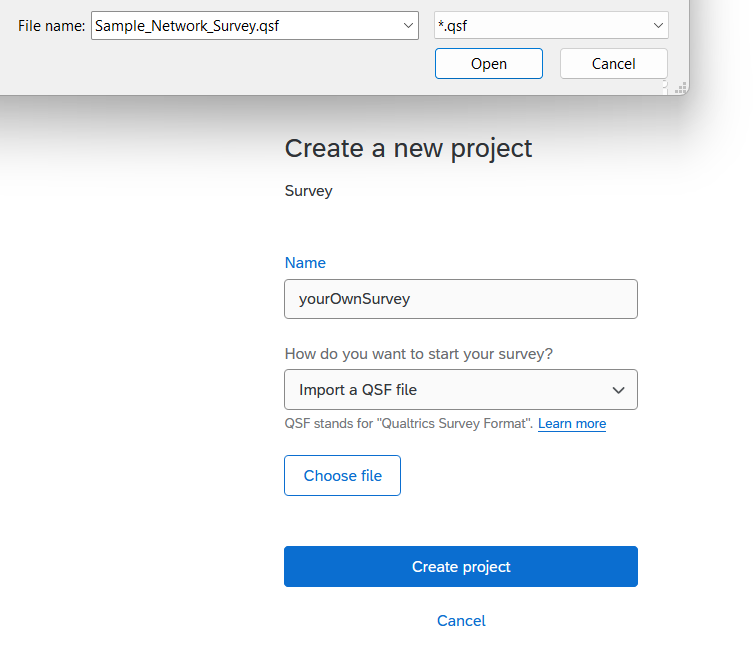 File name: Sample_Network_Survey.qsf *.qsf
Open Cancel
Create a new project
Survey
Name
yourOwnSurvey
How do you want to start your survey?
Import a QSF file
QSF stands for "Qualtrics Survey Format". Learn more
Choose file
Create project
Cancel